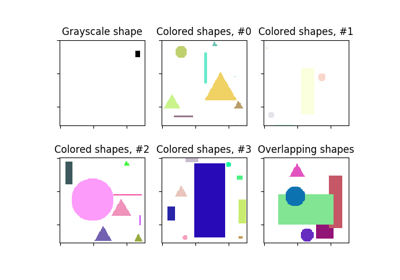 Grayscale shape
Colored shapes, #0
Colored shapes, #1
Colored shapes, #2
Colored shapes, #3
Overlapping shapes